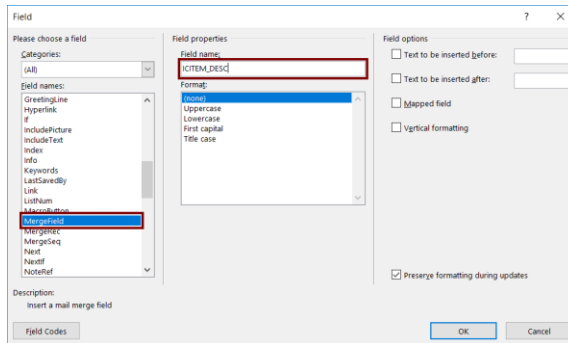 Field ? ×
Please choose a field
Categories:
(All)
Field names:
GreetingLine
Hyperlink
If
IncludePicture
IncludeText
Index
Info
Keywords
LastSavedBy
Link
ListNum
MacroButton
MergeField
MergeRec
MergeSeq
Next
NextIf
NoteRef
Field properties
Field name:
ICITEM_DESC
Format:
(none)
Uppercase
Lowercase
First capital
Title case
Field options
Text to be inserted before:
Text to be inserted after:
Mapped field
Vertical formatting
Preserve formatting during updates
Description:
Insert a mail merge field
Field Codes
OK
Cancel